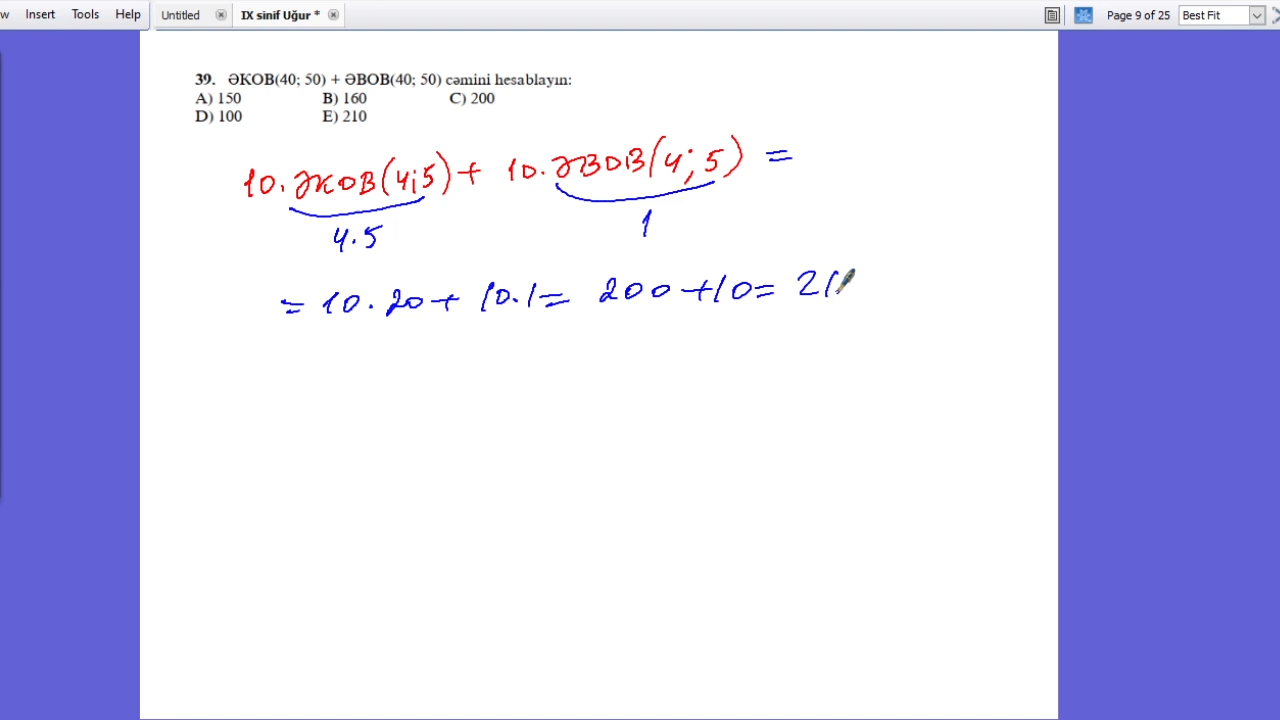 Insert Tools Help Untitled IX sinif Uğur * Page 9 of 25 Best Fit
39. ƏKOB(40; 50) + ƏBOB(40; 50) cəmini hesablayın:
A) 150 B) 160 C) 200
D) 100 E) 210
10.ƏKOB(4;5)+ 10.ƏBOB(4;5) =
4.5 1
= 10.20+ 10.1= 200+10= 21